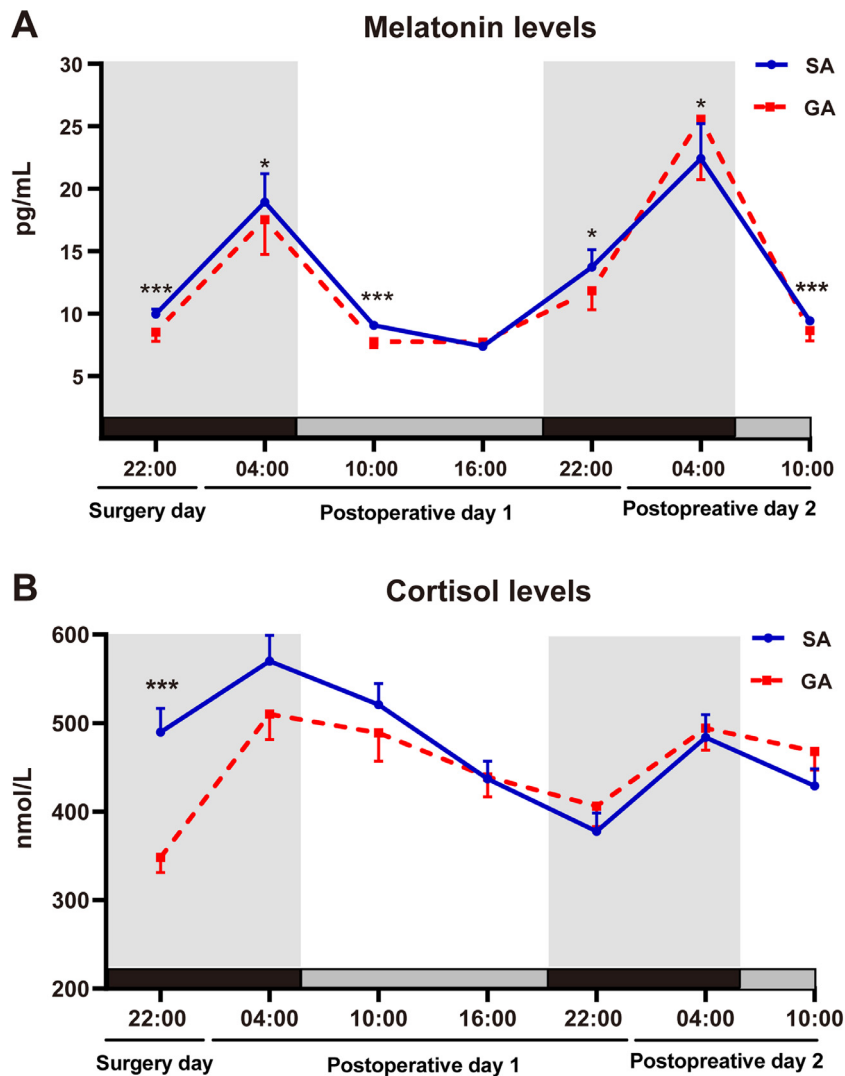 A
Melatonin levels
SA
GA
pg/mL
30
25
20
15
10
5
***
*
***
*
*
***
22:00 04:00 10:00 16:00 22:00 04:00 10:00
Surgery day Postoperative day 1 Postopreative day 2
B
Cortisol levels
SA
GA
nmol/L
600
500
400
300
200
***
22:00 04:00 10:00 16:00 22:00 04:00 10:00
Surgery day Postoperative day 1 Postopreative day 2